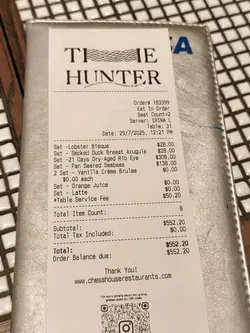 THE
HUNTER
Order# 103399
Eat In Order
Seat Count=2
Server: IRINA L
Table: 31
Date: 29/7/2025, 12:21 PM
Set -Lobster Bisque $28.00
Set - Smoked Duck Breast Arugula $28.00
Set -21 Days Dry-Aged Rib Eye $308.00
Set - Pan Seared Seabass $138.00
2 Set - Vanilla Crème Brulee $0.00
$0.00 each
Set - Orange Juice $0.00
Set - Latte $0.00
*Table Service Fee $50.20
Total Item Count: 8
Subtotal: $552.20
Total Tax Included: $0.00
Total: $552.20
Order Balance due: $552.20
Thank You!
www.chesshouserestaurants.com